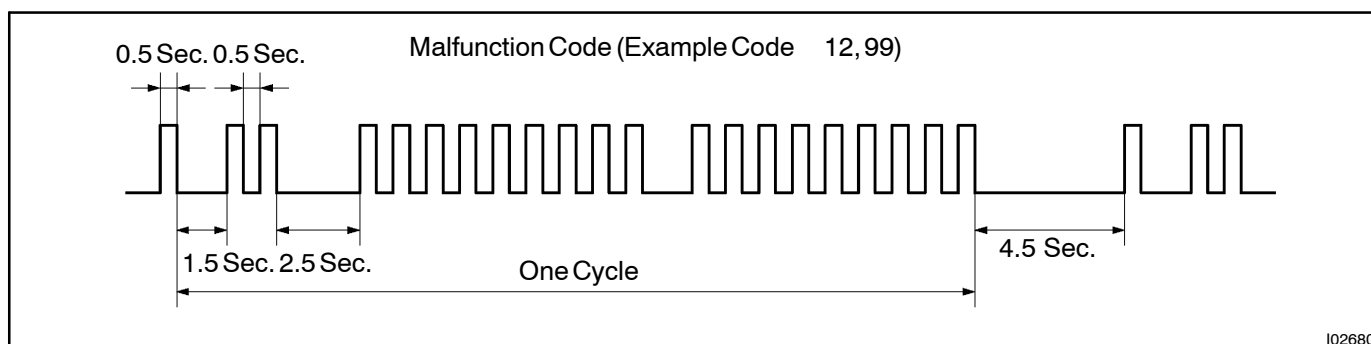 Malfunction Code (Example Code 12, 99)
0.5 Sec. 0.5 Sec.
1.5 Sec. 2.5 Sec.
4.5 Sec.
One Cycle
I02680